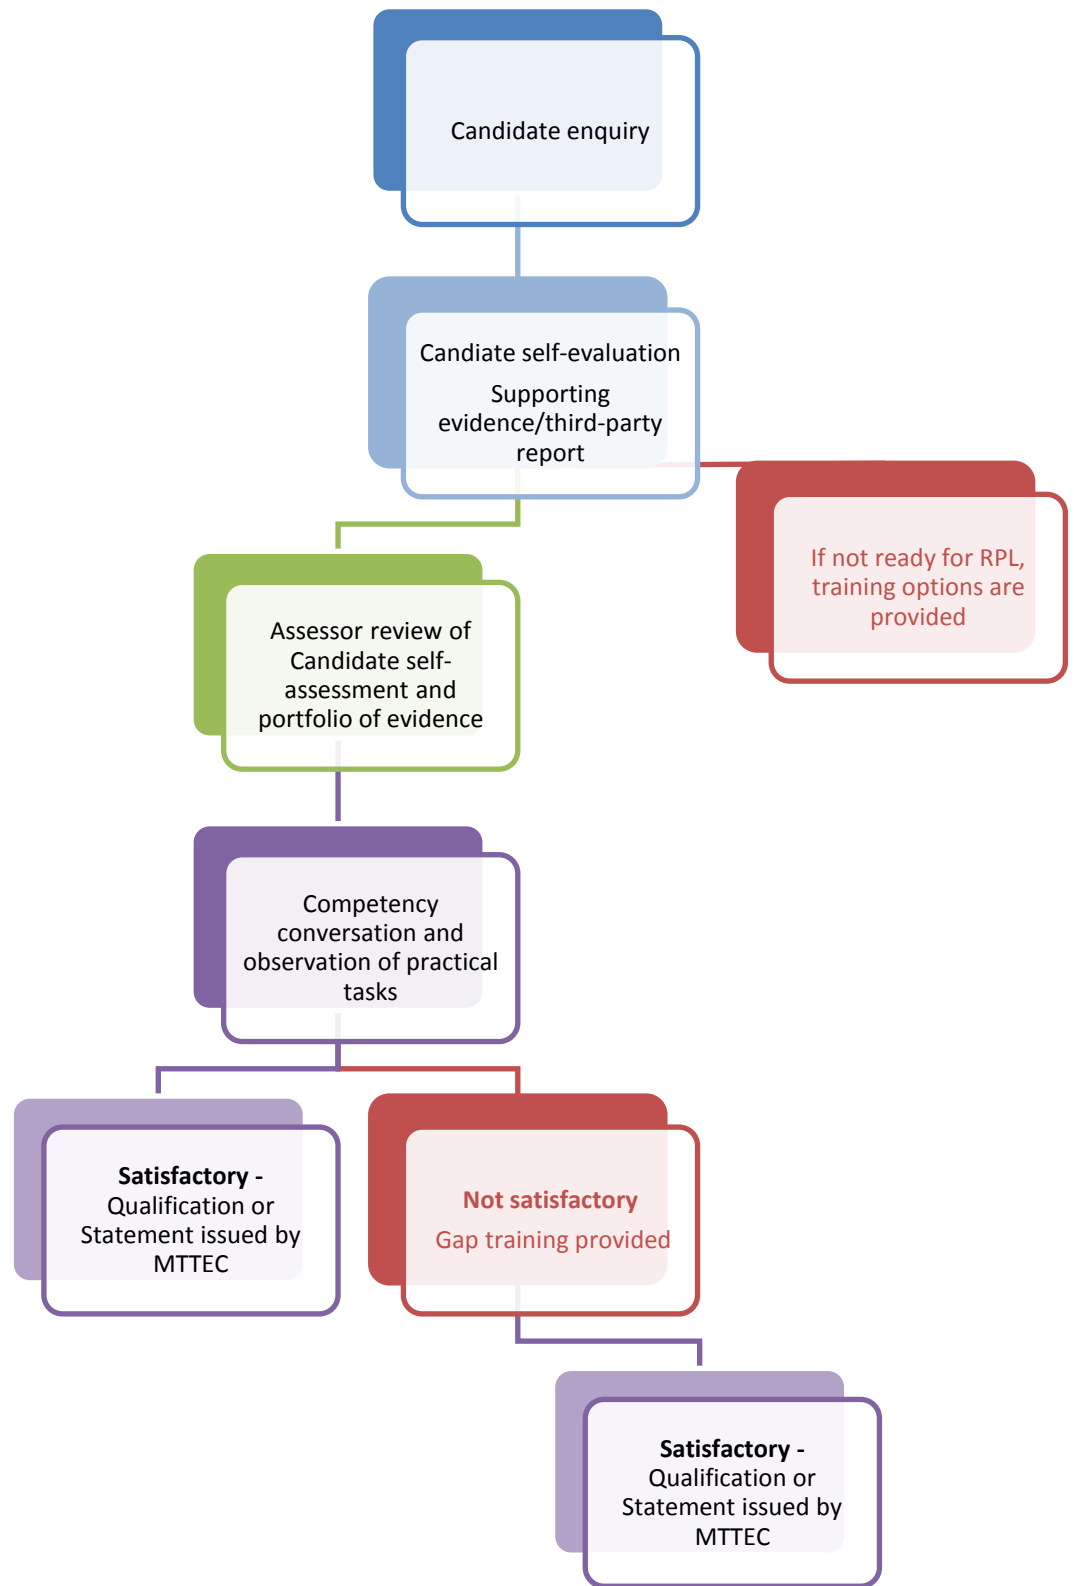 Candidate enquiry
Candiate self-evaluation
Supporting
evidence/third-party
report
If not ready for RPL,
training options are
provided
Assessor review of
Candidate self-
assessment and
portfolio of evidence
Competency
conversation and
observation of practical
tasks
Satisfactory -
Qualification or
Statement issued by
MTTEC
Not satisfactory
Gap training provided
Satisfactory -
Qualification or
Statement issued by
MTTEC